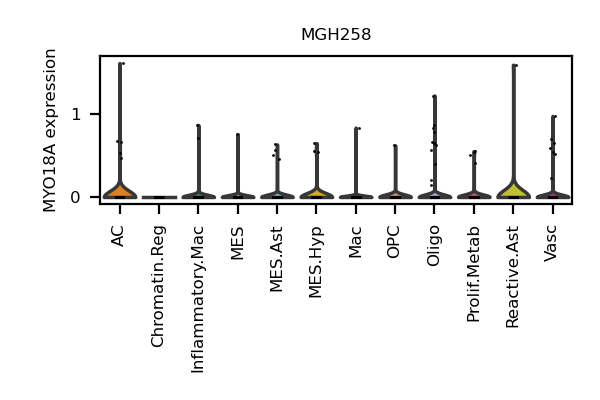 MGH258
MYO18A expression
1
0
AC
Chromatin.Reg
Inflammatory.Mac
MES
MES.Ast
MES.Hyp
Mac
OPC
Oligo
Prolif.Metab
Reactive.Ast
Vasc